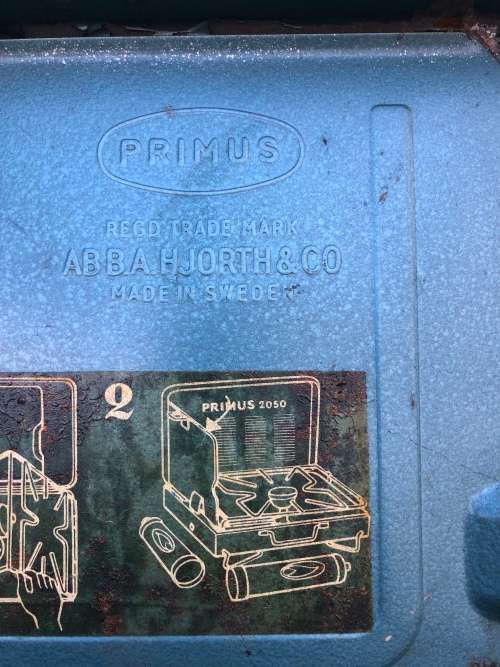 PRIMUS
REGD TRADE MARK
AB B.A. HJORTH & CO
MADE IN SWEDEN
2
PRIMUS 2050